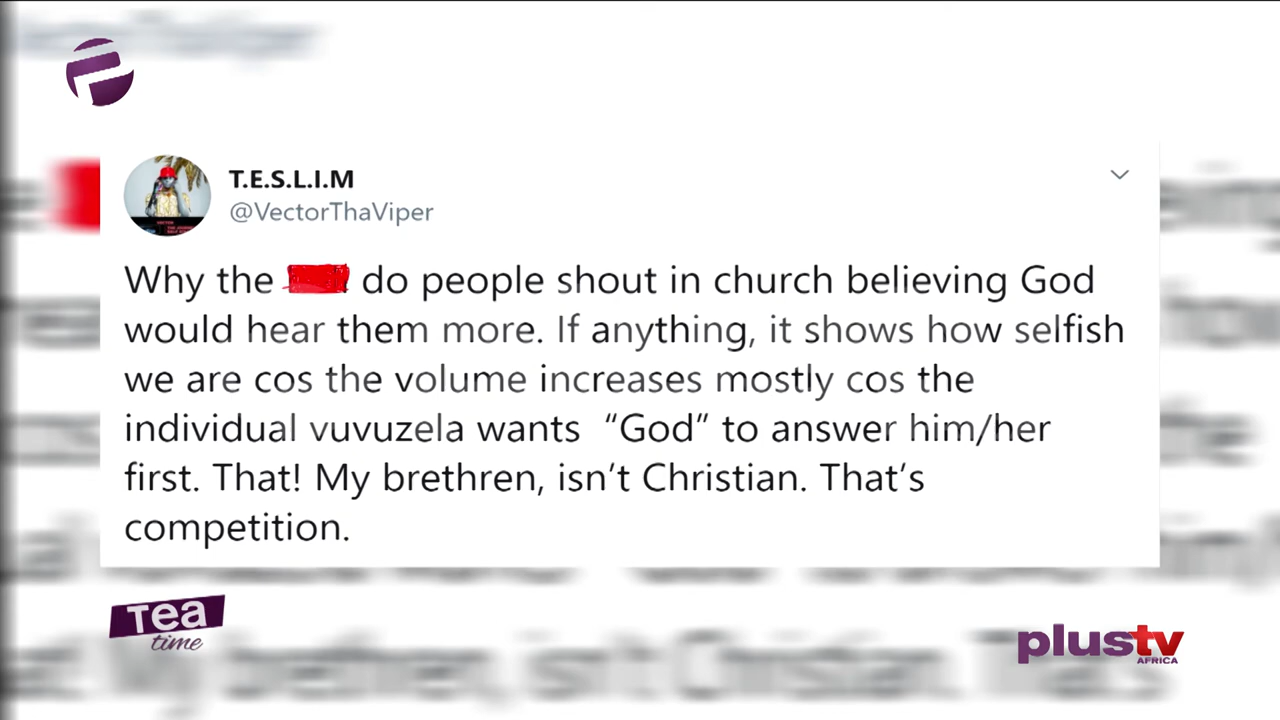 T.E.S.L.I.M
@VectorThaViper
Why the do people shout in church believing God
would hear them more. If anything, it shows how selfish
we are cos the volume increases mostly cos the
individual vuvuzela wants “God” to answer him/her
first. That! My brethren, isn’t Christian. That’s
competition.
Tea
time
plustv
AFRICA